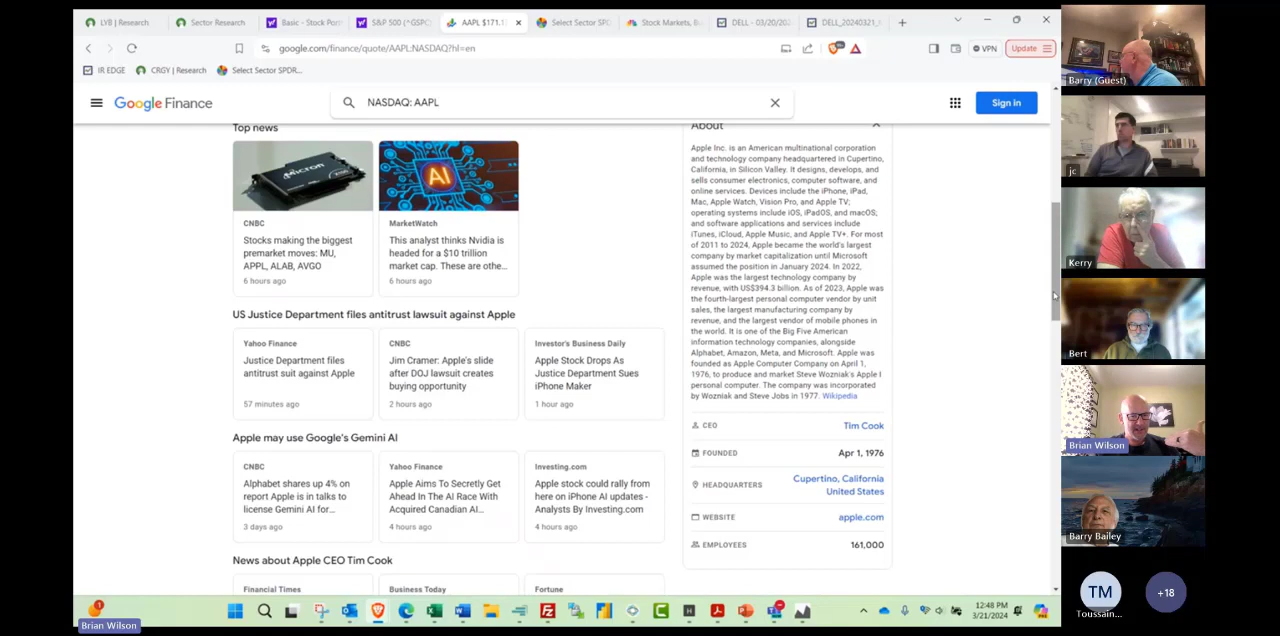 LYB | Research
Sector Research
Basic - Stock Port
S&P 500 (^GSPC
AAPL $171.1
Select Sector SPD
Stock Markets, Bu
DELL - 03/20/202
DELL_20240321_
google.com/finance/quote/AAPL:NASDAQ?hl=en
VPN
Update
IR EDGE
CRGY | Research
Select Sector SPDR...
Google Finance
NASDAQ: AAPL
Sign in
Top news
CNBC
Stocks making the biggest
premarket moves: MU,
APPL, ALAB, AVGO
6 hours ago
AI
MarketWatch
This analyst thinks Nvidia is
headed for a $10 trillion
market cap. These are othe...
6 hours ago
US Justice Department files antitrust lawsuit against Apple
Yahoo Finance
Justice Department files
antitrust suit against Apple
57 minutes ago
CNBC
Jim Cramer: Apple's slide
after DOJ lawsuit creates
buying opportunity
2 hours ago
Investor's Business Daily
Apple Stock Drops As
Justice Department Sues
iPhone Maker
1 hour ago
Apple may use Google's Gemini AI
CNBC
Alphabet shares up 4% on
report Apple is in talks to
license Gemini AI for...
3 days ago
Yahoo Finance
Apple Aims To Secretly Get
Ahead In The AI Race With
Acquired Canadian AI...
4 hours ago
Investing.com
Apple stock could rally from
here on iPhone AI updates -
Analysts By Investing.com
4 hours ago
News about Apple CEO Tim Cook
Financial Times
Business Today
Fortune
About
Apple Inc. is an American multinational corporation
and technology company headquartered in Cupertino,
California, in Silicon Valley. It designs, develops, and
sells consumer electronics, computer software, and
online services. Devices include the iPhone, iPad,
Mac, Apple Watch, Vision Pro, and Apple TV;
operating systems include iOS, iPadOS, and macOS;
and software applications and services include
iTunes, iCloud, Apple Music, and Apple TV+. For most
of 2011 to 2024, Apple became the world's largest
company by market capitalization until Microsoft
assumed the position in January 2024. In 2022,
Apple was the largest technology company by
revenue, with US$394.3 billion. As of 2023, Apple was
the fourth-largest personal computer vendor by unit
sales, the largest manufacturing company by
revenue, and the largest vendor of mobile phones in
the world. It is one of the Big Five American
information technology companies, alongside
Alphabet, Amazon, Meta, and Microsoft. Apple was
founded as Apple Computer Company on April 1,
1976, to produce and market Steve Wozniak's Apple I
personal computer. The company was incorporated
by Wozniak and Steve Jobs in 1977. Wikipedia
CEO
Tim Cook
FOUNDED
Apr 1, 1976
HEADQUARTERS
Cupertino, California
United States
WEBSITE
apple.com
EMPLOYEES
161,000
12:48 PM
3/21/2024
Brian Wilson
Barry (Guest)
jc
Kerry
Bert
Brian Wilson
Barry Bailey
TM
Toussain...
+18